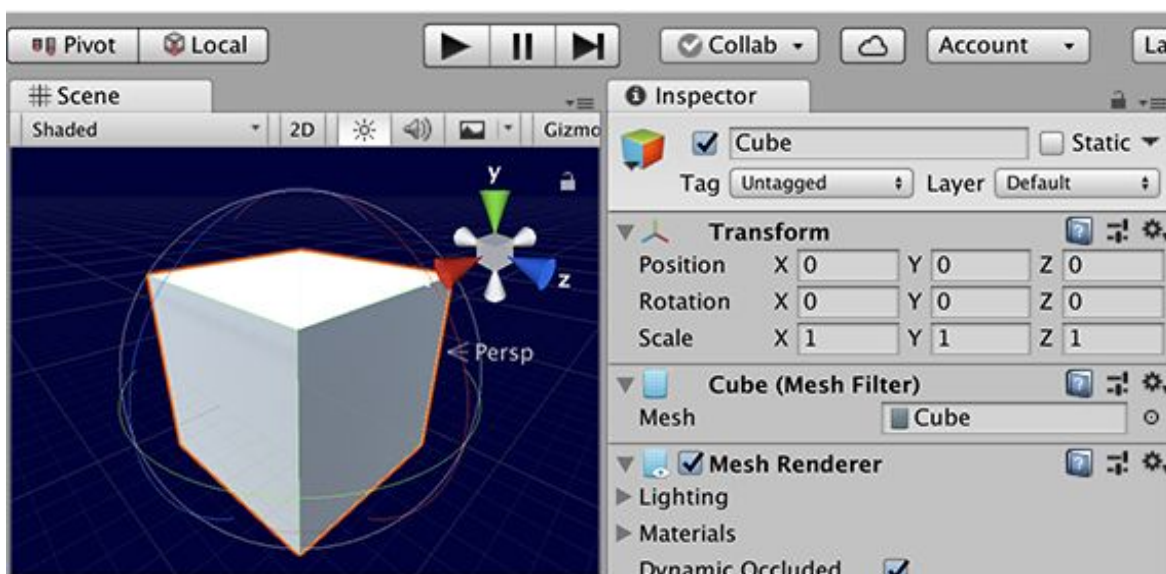 Pivot Local Collab Account La
Scene
Inspector
Shaded 2D Gizmo
Cube Static
Tag Untagged Layer Default
y
z
Persp
Transform
Position X 0 Y 0 Z 0
Rotation X 0 Y 0 Z 0
Scale X 1 Y 1 Z 1
Cube (Mesh Filter)
Mesh Cube
Mesh Renderer
Lighting
Materials
Dynamic Occluded